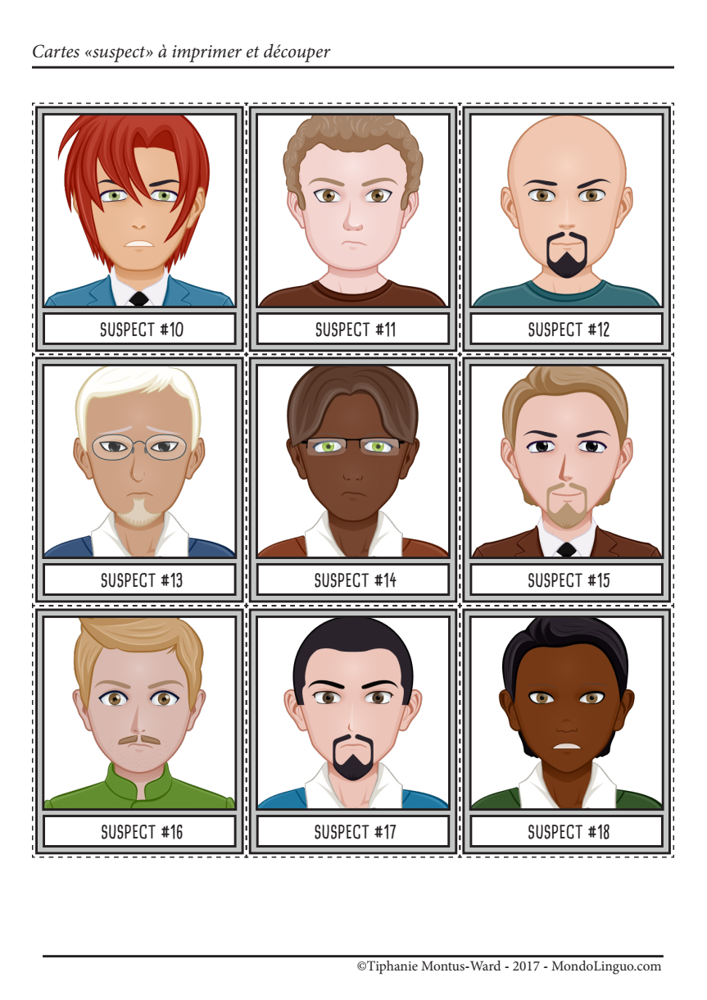 Cartes «suspect» à imprimer et découper
SUSPECT #10
SUSPECT #11
SUSPECT #12
SUSPECT #13
SUSPECT #14
SUSPECT #15
SUSPECT #16
SUSPECT #17
SUSPECT #18
©Tiphanie Montus-Ward - 2017 - MondoLinguo.com